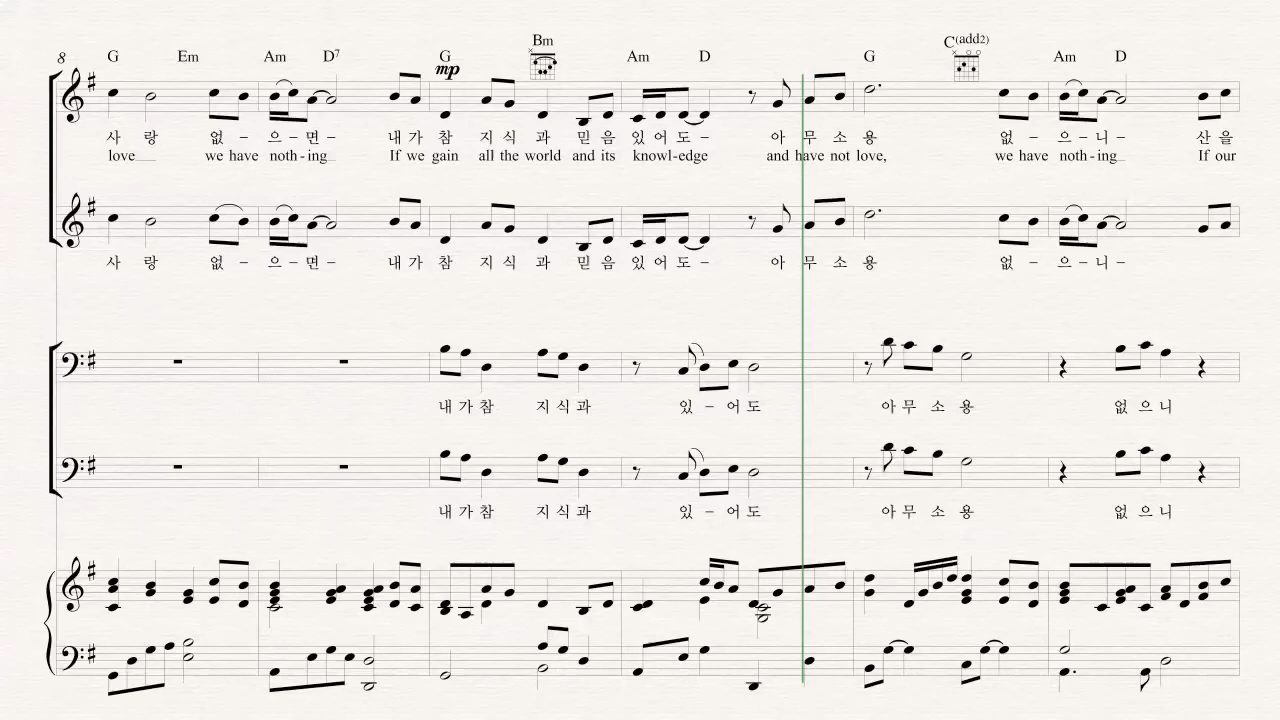 8 G Em Am D7 G Bm Am D G C(add2) Am D
mp
사 랑 없 – 으 – 면 – 내 가 참 지 식 과 믿 음 있 어 도 – 아 무 소 용 없 – 으 – 니 – 산 을
love we have noth - ing If we gain all the world and its knowl-edge and have not love, we have noth - ing If our
사 랑 없 – 으 – 면 – 내 가 참 지 식 과 믿 음 있 어 도 – 아 무 소 용 없 – 으 – 니 –
내 가 참 지 식 과 있 – 어 도 아 무 소 용 없 으 니
내 가 참 지 식 과 있 – 어 도 아 무 소 용 없 으 니